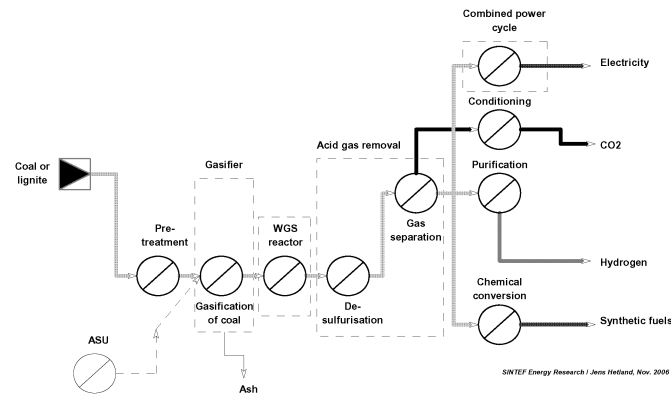 Combined power
cycle
Electricity
Conditioning
CO2
Acid gas removal
Purification
Coal or
lignite
Gasifier
Gas
separation
Pre-
treatment
WGS
reactor
Hydrogen
Chemical
conversion
Gasification
of coal
De-
sulfurisation
Synthetic fuels
ASU
Ash
SINTEF Energy Research / Jens Hetland, Nov. 2006